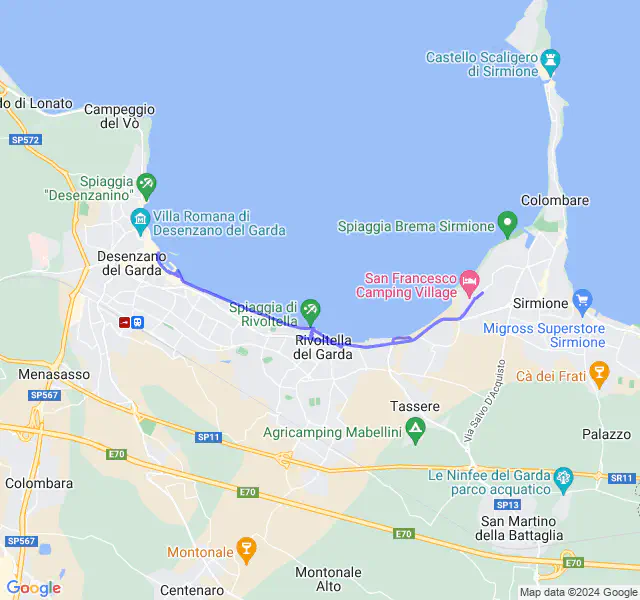 Castello Scaligero
di Sirmione
do di Lonato
Campeggio
del Vò
SP572
Spiaggia
"Desenzanino"
Colombare
Villa Romana di
Desenzano del Garda
Spiaggia Brema Sirmione
Desenzano
del Garda
San Francesco
Camping Village
Spiaggia di
Rivoltella
Sirmione
Rivoltella
del Garda
Migross Superstore
Sirmione
Menasasso
Cà dei Frati
SP567
Via Salvo D'Acquisto
Tassere
SP11
Agricamping Mabellini
Palazzo
E70
Le Ninfee del Garda
parco acquatico
SR11
Colombara
E70
SP13
San Martino
della Battaglia
SP567
E70
Montonale
E70
Montonale
Alto
Centenaro
Google
Map data ©2024 Google